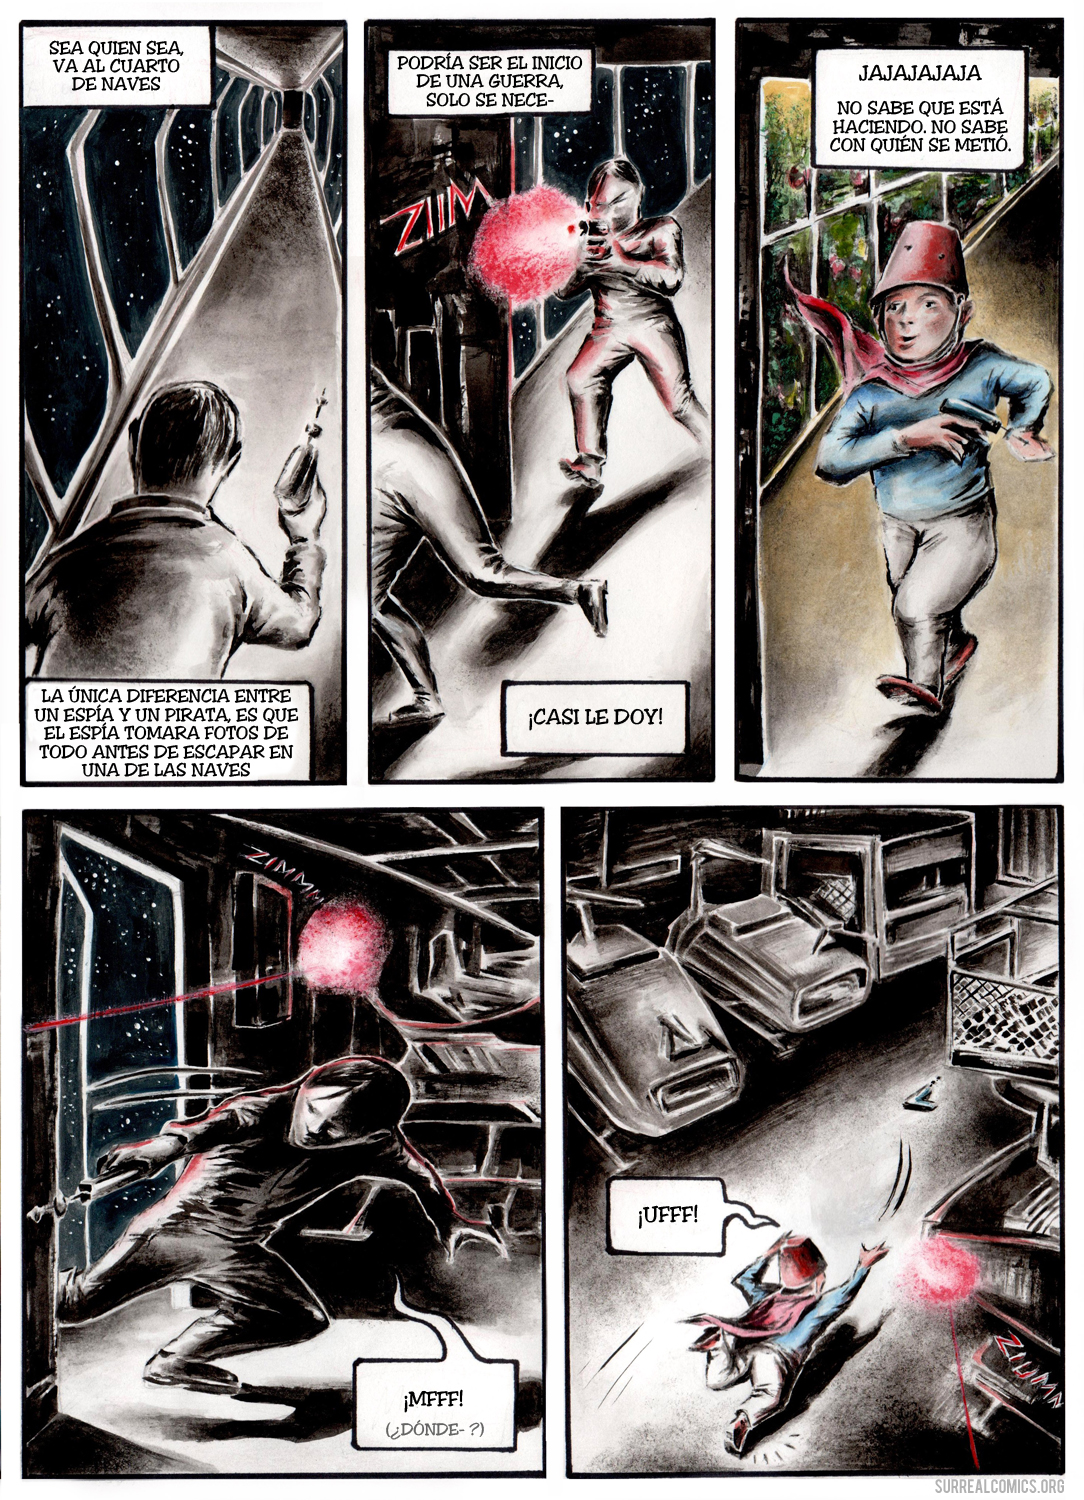 SEA QUIEN SEA,
VA AL CUARTO
DE NAVES
LA ÚNICA DIFERENCIA ENTRE
UN ESPÍA Y UN PIRATA, ES QUE
EL ESPÍA TOMARA FOTOS DE
TODO ANTES DE ESCAPAR EN
UNA DE LAS NAVES
PODRÍA SER EL INICIO
DE UNA GUERRA,
SOLO SE NECE-
ZIIM
¡CASI LE DOY!
JAJAJAJAJA
NO SABE QUE ESTÁ
HACIENDO. NO SABE
CON QUIÉN SE METIÓ.
ZIMM
¡MFFF!
(¿DÓNDE- ?)
¡UFFF!
ZIUMM
SURREALCOMICS.ORG